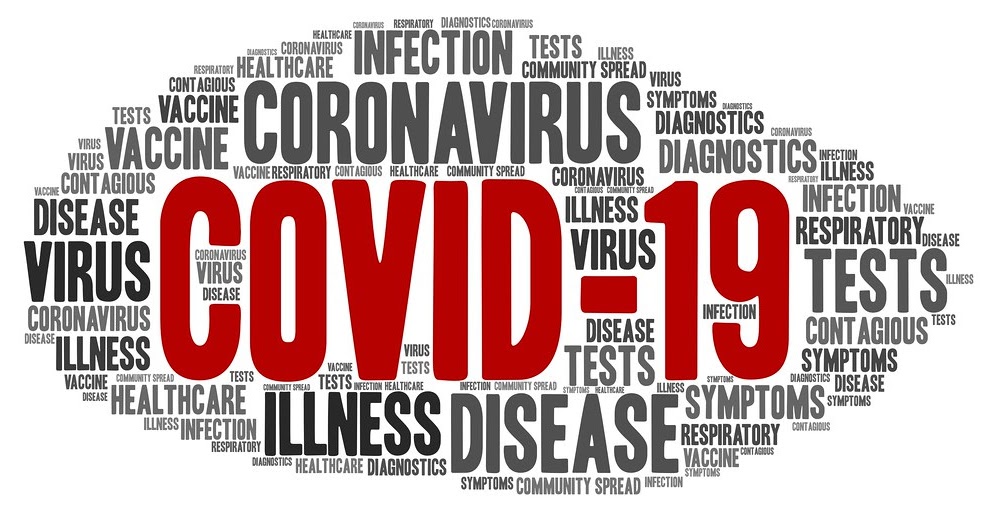 CORONAVIRUS RESPIRATORY DIAGNOSTICS CORONAVIRUS
HEALTHCARE INFECTION TESTS ILLNESS
DIAGNOSTICS CORONAVIRUS
RESPIRATORY HEALTHCARE COMMUNITY SPREAD VIRUS
CONTAGIOUS CORONAVIRUS SYMPTOMS
VACCINE DIAGNOSTICS
TESTS DIAGNOSTICS
VACCINE CORONAVIRUS
VIRUS DIAGNOSTICS INFECTION
VIRUS ILLNESS
VACCINE RESPIRATORY CONTAGIOUS HEALTHCARE COMMUNITY SPREAD CORONAVIRUS RESPIRATORY
CONTAGIOUS CONTAGIOUS COMMUNITY SPREAD INFECTION
VACCINE ILLNESS VACCINE
DISEASE COVID-19 RESPIRATORY DISEASE
VIRUS CORONAVIRUS VIRUS TESTS
VIRUS ILLNESS
DISEASE
CORONAVIRUS INFECTION TESTS
DISEASE DISEASE CONTAGIOUS
ILLNESS VIRUS TESTS SYMPTOMS
VACCINE TESTS
VACCINE COMMUNITY SPREAD TESTS TESTS SYMPTOMS DIAGNOSTICS DISEASE
DISEASE COMMUNITY SPREAD INFECTION HEALTHCARE INFECTION COMMUNITY SPREAD SYMPTOMS HEALTHCARE ILLNESS
HEALTHCARE ILLNESS DISEASE SYMPTOMS SYMPTOMS
ILLNESS INFECTION RESPIRATORY CONTAGIOUS
RESPIRATORY CONTAGIOUS
VACCINE
DIAGNOSTICS HEALTHCARE DIAGNOSTICS SYMPTOMS
SYMPTOMS COMMUNITY SPREAD INFECTION